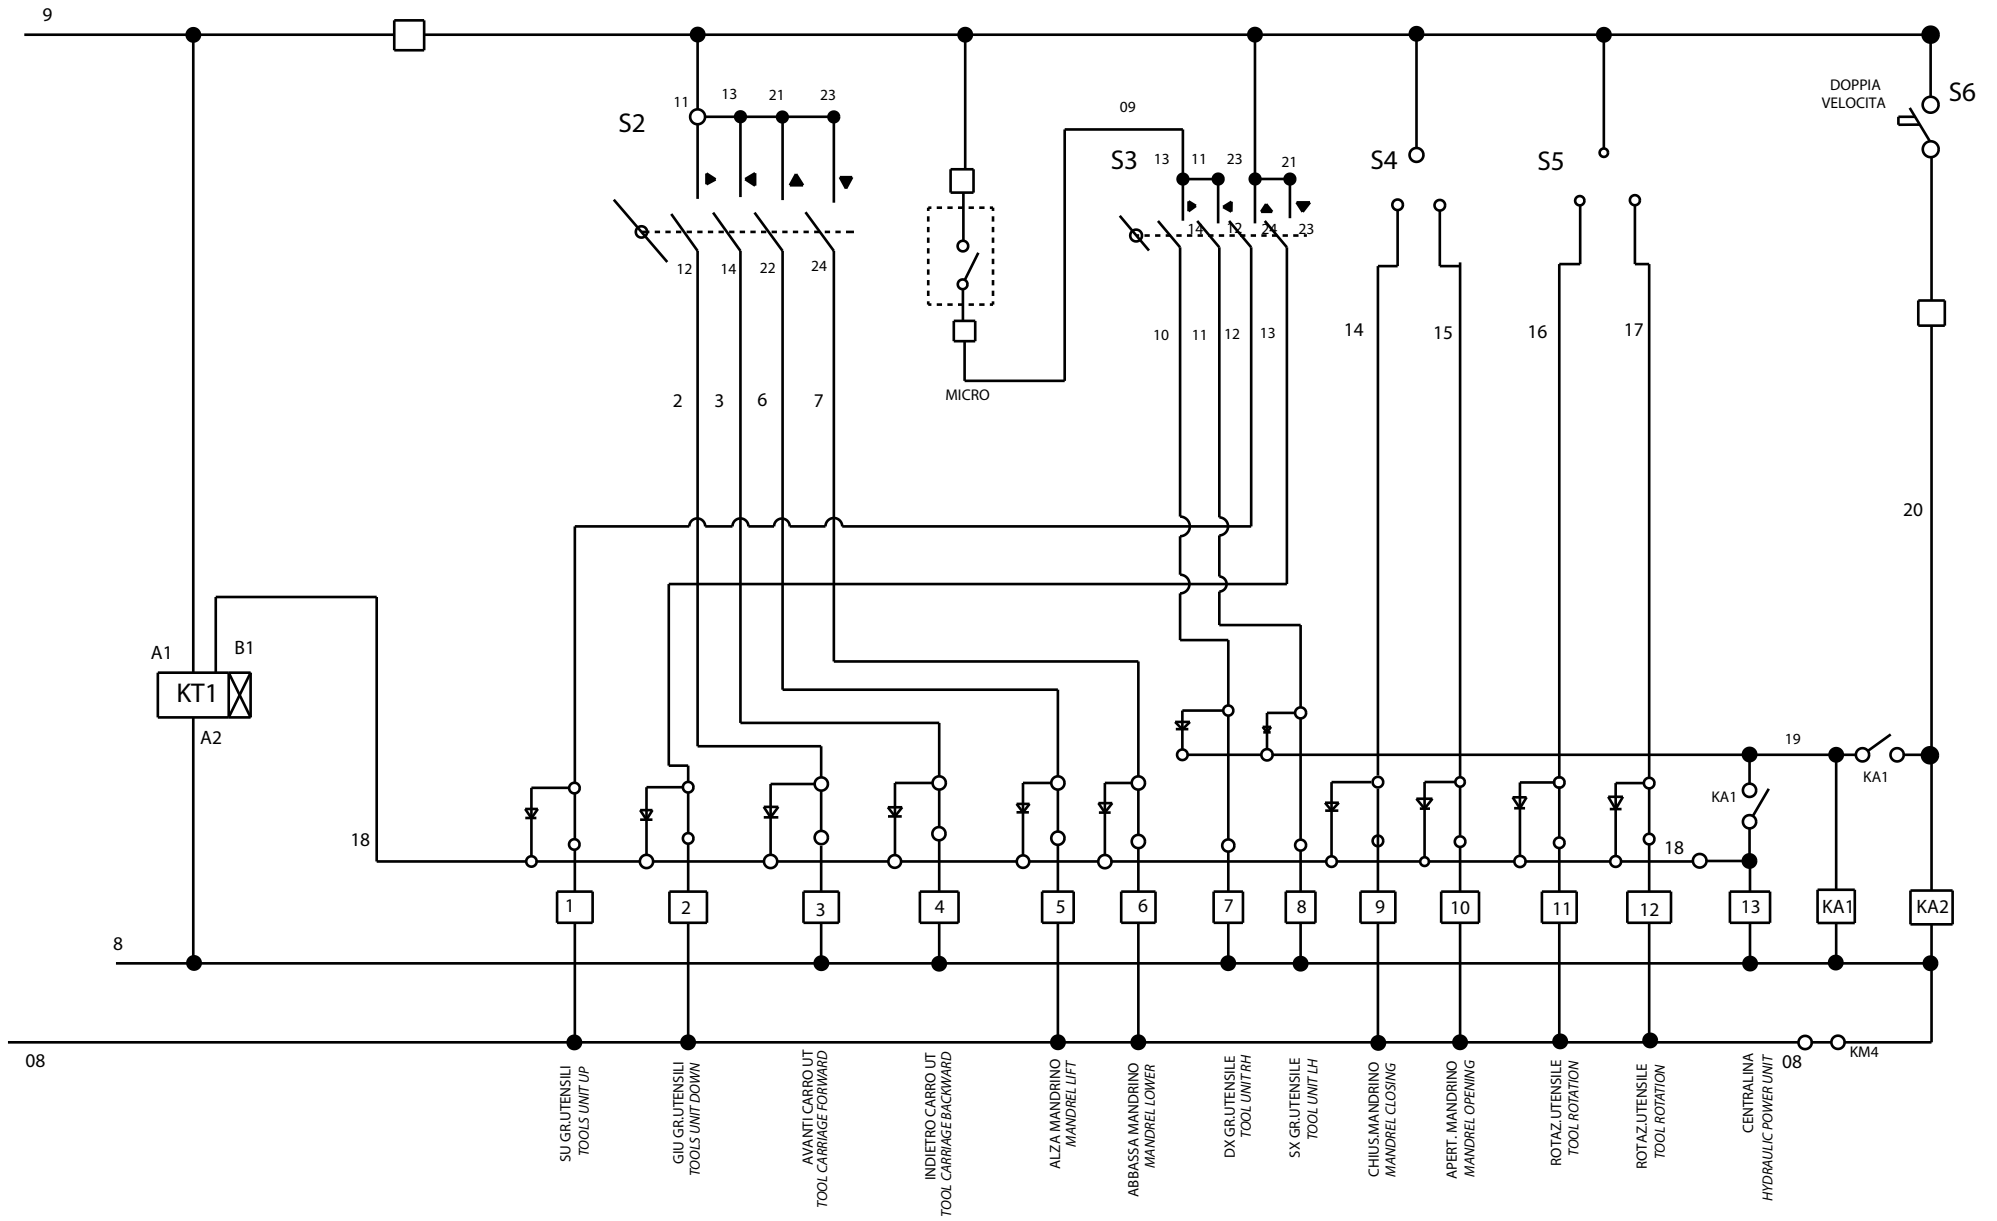 9
11
13
21
23
S2
12
14
22
24
2
3
6
7
MICRO
09
S3
13
11
23
21
14
12
24
23
10
11
12
13
S4
14
15
S5
16
17
DOPPIA
VELOCITA
S6
20
A1
B1
KT1
A2
18
19
KA1
KA1
18
1
2
3
4
5
6
7
8
9
10
11
12
13
KA1
KA2
8
08
08
KM4
SU GR.UTENSILI
TOOLS UNIT UP
GIU GR.UTENSILI
TOOLS UNIT DOWN
AVANTI CARRO UT
TOOL CARRIAGE FORWARD
INDIETRO CARRO UT
TOOL CARRIAGE BACKWARD
ALZA MANDRINO
MANDREL LIFT
ABBASSA MANDRINO
MANDREL LOWER
DX GR.UTENSILE
TOOL UNIT RH
SX GR.UTENSILE
TOOL UNIT LH
CHIUS.MANDRINO
MANDREL CLOSING
APERT. MANDRINO
MANDREL OPENING
ROTAZ.UTENSILE
TOOL ROTATION
ROTAZ.UTENSILE
TOOL ROTATION
CENTRALINA
HYDRAULIC POWER UNIT